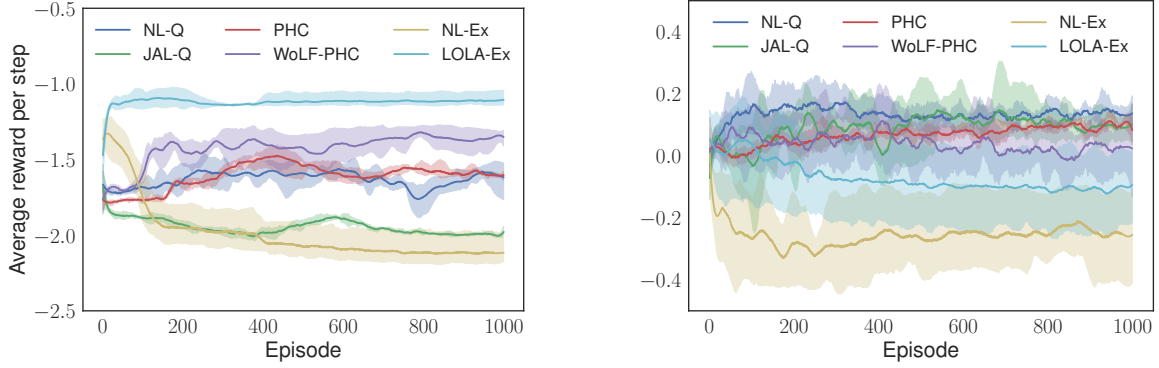 −0.5
−1.0
−1.5
−2.0
−2.5
Average reward per step
NL-Q PHC NL-Ex
JAL-Q WoLF-PHC LOLA-Ex
0 200 400 600 800 1000
Episode
0.4
0.2
0.0
−0.2
−0.4
NL-Q PHC NL-Ex
JAL-Q WoLF-PHC LOLA-Ex
0 200 400 600 800 1000
Episode